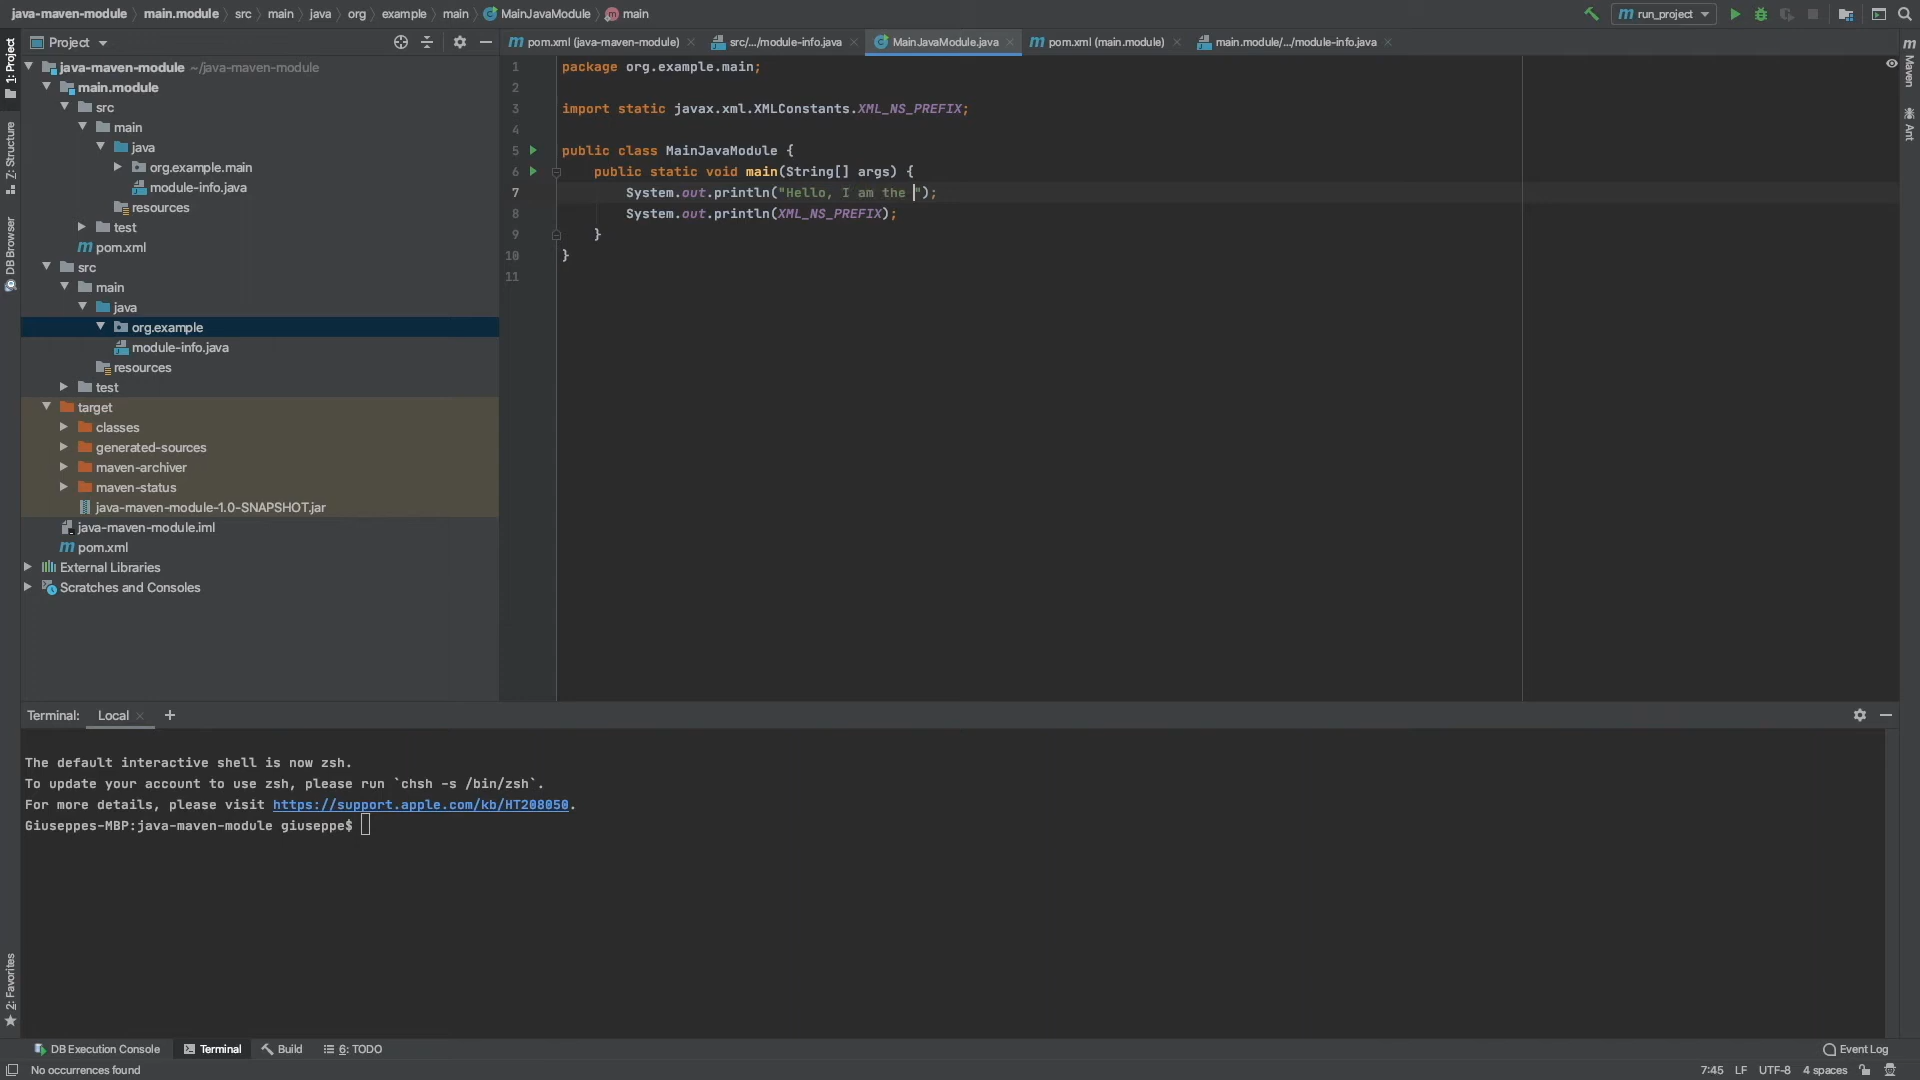 java-maven-module main.module src main java org example main MainJavaModule main
run_project
Project
pom.xml (java-maven-module)
src/.../module-info.java
MainJavaModule.java
pom.xml (main.module)
main.module/.../module-info.java
1: Project
Z: Structure
DB Browser
2: Favorites
Maven
Ant
java-maven-module ~/java-maven-module
main.module
src
main
java
org.example.main
module-info.java
resources
test
pom.xml
src
main
java
org.example
module-info.java
resources
test
target
classes
generated-sources
maven-archiver
maven-status
java-maven-module-1.0-SNAPSHOT.jar
java-maven-module.iml
pom.xml
External Libraries
Scratches and Consoles
1 package org.example.main;
2
3 import static javax.xml.XMLConstants.XML_NS_PREFIX;
4
5 public class MainJavaModule {
6 public static void main(String[] args) {
7 System.out.println("Hello, I am the ");
8 System.out.println(XML_NS_PREFIX);
9 }
10 }
11
Terminal: Local +
The default interactive shell is now zsh.
To update your account to use zsh, please run `chsh -s /bin/zsh`.
For more details, please visit https://support.apple.com/kb/HT208050.
Giuseppes-MBP:java-maven-module giuseppe$
DB Execution Console Terminal Build 6: TODO
Event Log
No occurrences found
7:45 LF UTF-8 4 spaces